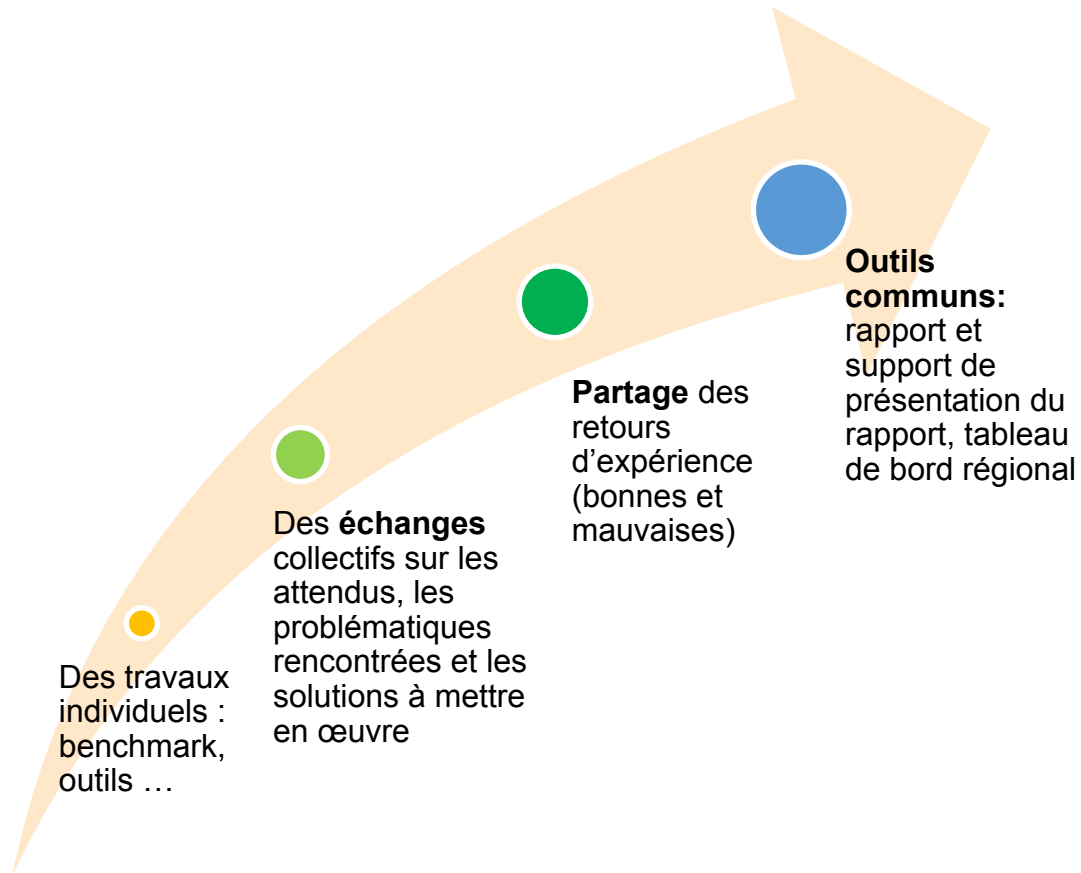 Des travaux
individuels :
benchmark,
outils …
Des échanges
collectifs sur les
attendus, les
problématiques
rencontrées et les
solutions à mettre
en œuvre
Partage des
retours
d’expérience
(bonnes et
mauvaises)
Outils
communs:
rapport et
support de
présentation du
rapport, tableau
de bord régional